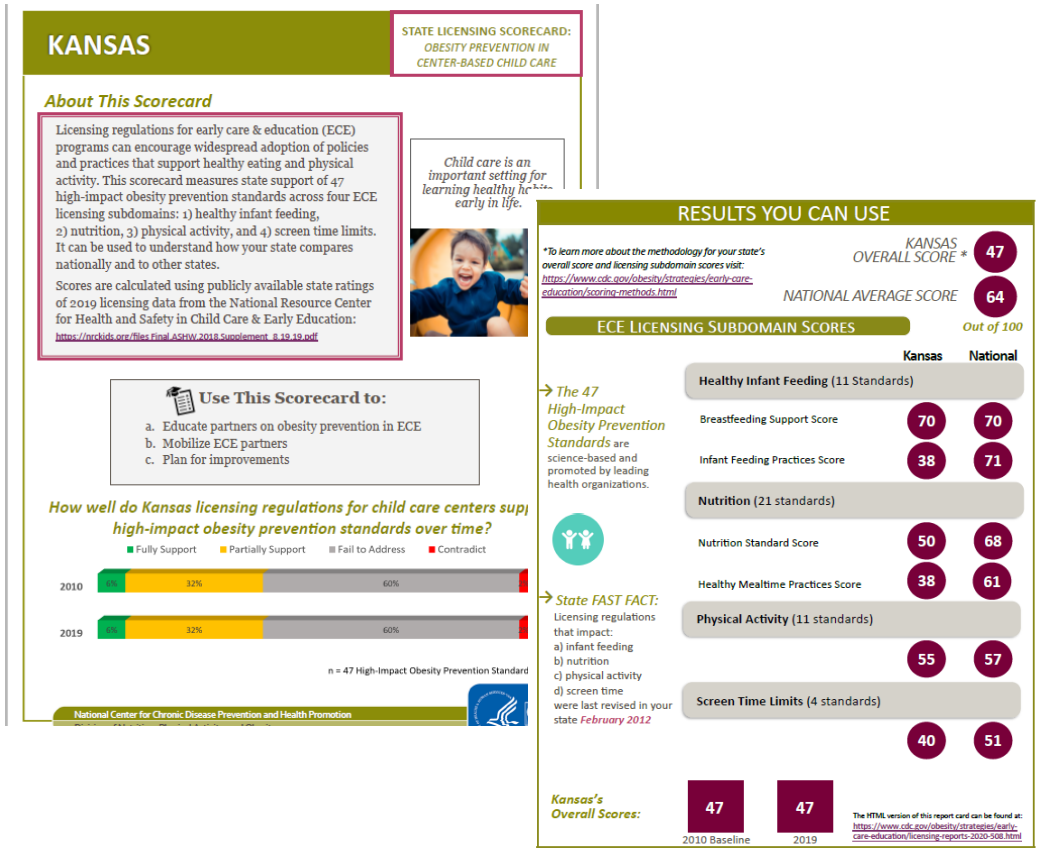 KANSAS
STATE LICENSING SCORECARD:
OBESITY PREVENTION IN
CENTER-BASED CHILD CARE
About This Scorecard
Licensing regulations for early care & education (ECE)
programs can encourage widespread adoption of policies
and practices that support healthy eating and physical
activity. This scorecard measures state support of 47
high-impact obesity prevention standards across four ECE
licensing subdomains: 1) healthy infant feeding,
2) nutrition, 3) physical activity, and 4) screen time limits.
It can be used to understand how your state compares
nationally and to other states.
Scores are calculated using publicly available state ratings
of 2019 licensing data from the National Resource Center
for Health and Safety in Child Care & Early Education:
https://nrckids.org/files.Final.ASHW.2018.Supplement_8.19.19.pdf
Child care is an
important setting for
learning healthy habits
early in life.
Use This Scorecard to:
a. Educate partners on obesity prevention in ECE
b. Mobilize ECE partners
c. Plan for improvements
How well do Kansas licensing regulations for child care centers supp
high-impact obesity prevention standards over time?
Fully Support Partially Support Fail to Address Contradict
2010 6% 32% 60%
2019 6% 32% 60%
n = 47 High-Impact Obesity Prevention Standard
National Center for Chronic Disease Prevention and Health Promotion
RESULTS YOU CAN USE
*To learn more about the methodology for your state's
overall score and licensing subdomain scores visit:
https://www.cdc.gov/obesity/strategies/early-care-
education/scoring-methods.html
KANSAS
OVERALL SCORE * 47
NATIONAL AVERAGE SCORE 64
Out of 100
ECE LICENSING SUBDOMAIN SCORES
Kansas National
Healthy Infant Feeding (11 Standards)
Breastfeeding Support Score 70 70
Infant Feeding Practices Score 38 71
Nutrition (21 standards)
Nutrition Standard Score 50 68
Healthy Mealtime Practices Score 38 61
Physical Activity (11 standards)
55 57
Screen Time Limits (4 standards)
40 51
The 47
High-Impact
Obesity Prevention
Standards are
science-based and
promoted by leading
health organizations.
State FAST FACT:
Licensing regulations
that impact:
a) infant feeding
b) nutrition
c) physical activity
d) screen time
were last revised in your
state February 2012
Kansas's
Overall Scores:
47 47
2010 Baseline 2019
The HTML version of this report card can be found at:
https://www.cdc.gov/obesity/strategies/early-
care-education/licensing-reports-2020-508.html